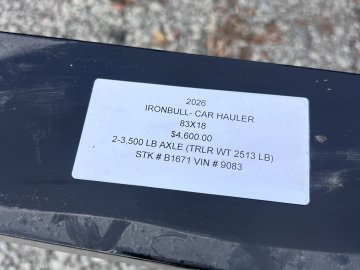 2026
IRONBULL- CAR HAULER
83X18
$4,600.00
2-3,500 LB AXLE (TRLR WT 2513 LB)
STK # B1671 VIN # 9083